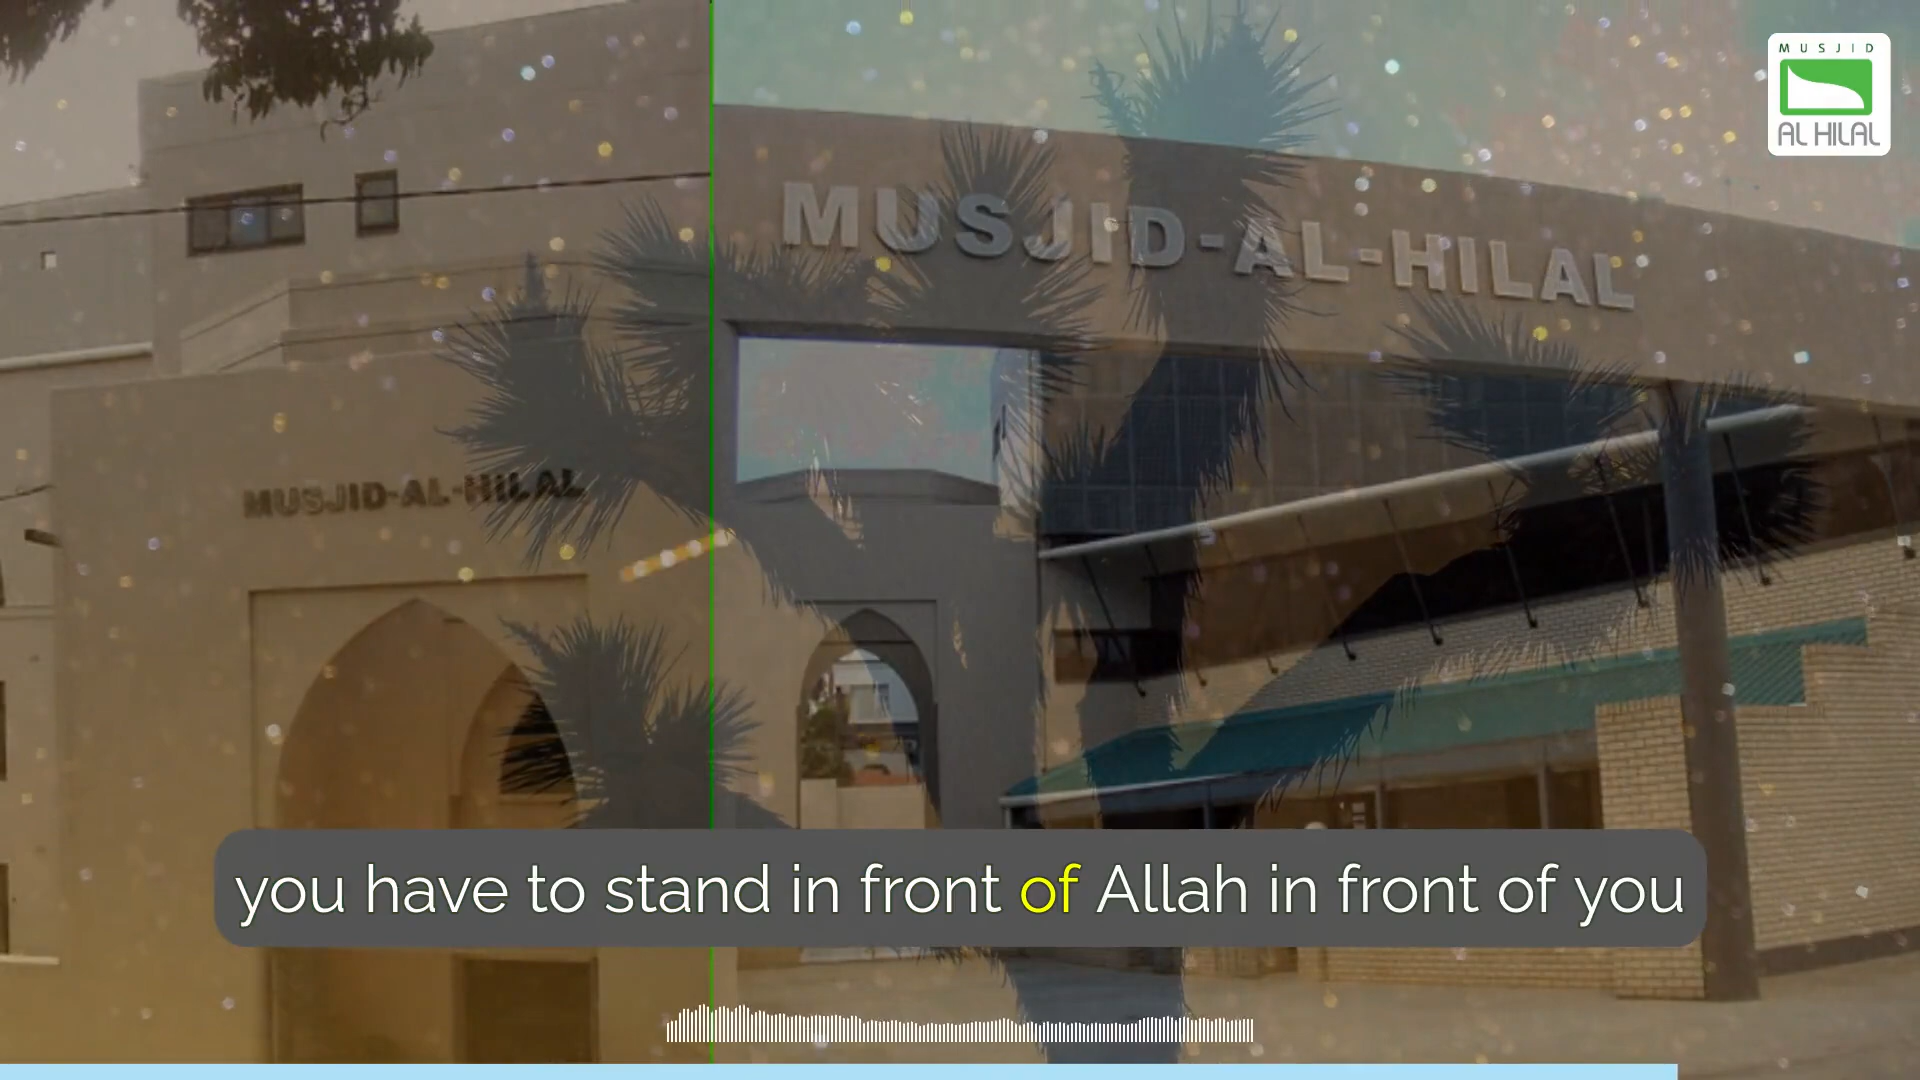 MUSJID
AL HILAL
MUSJID-AL-HILAL
MUSJID-AL-HILAL
you have to stand in front of Allah in front of you